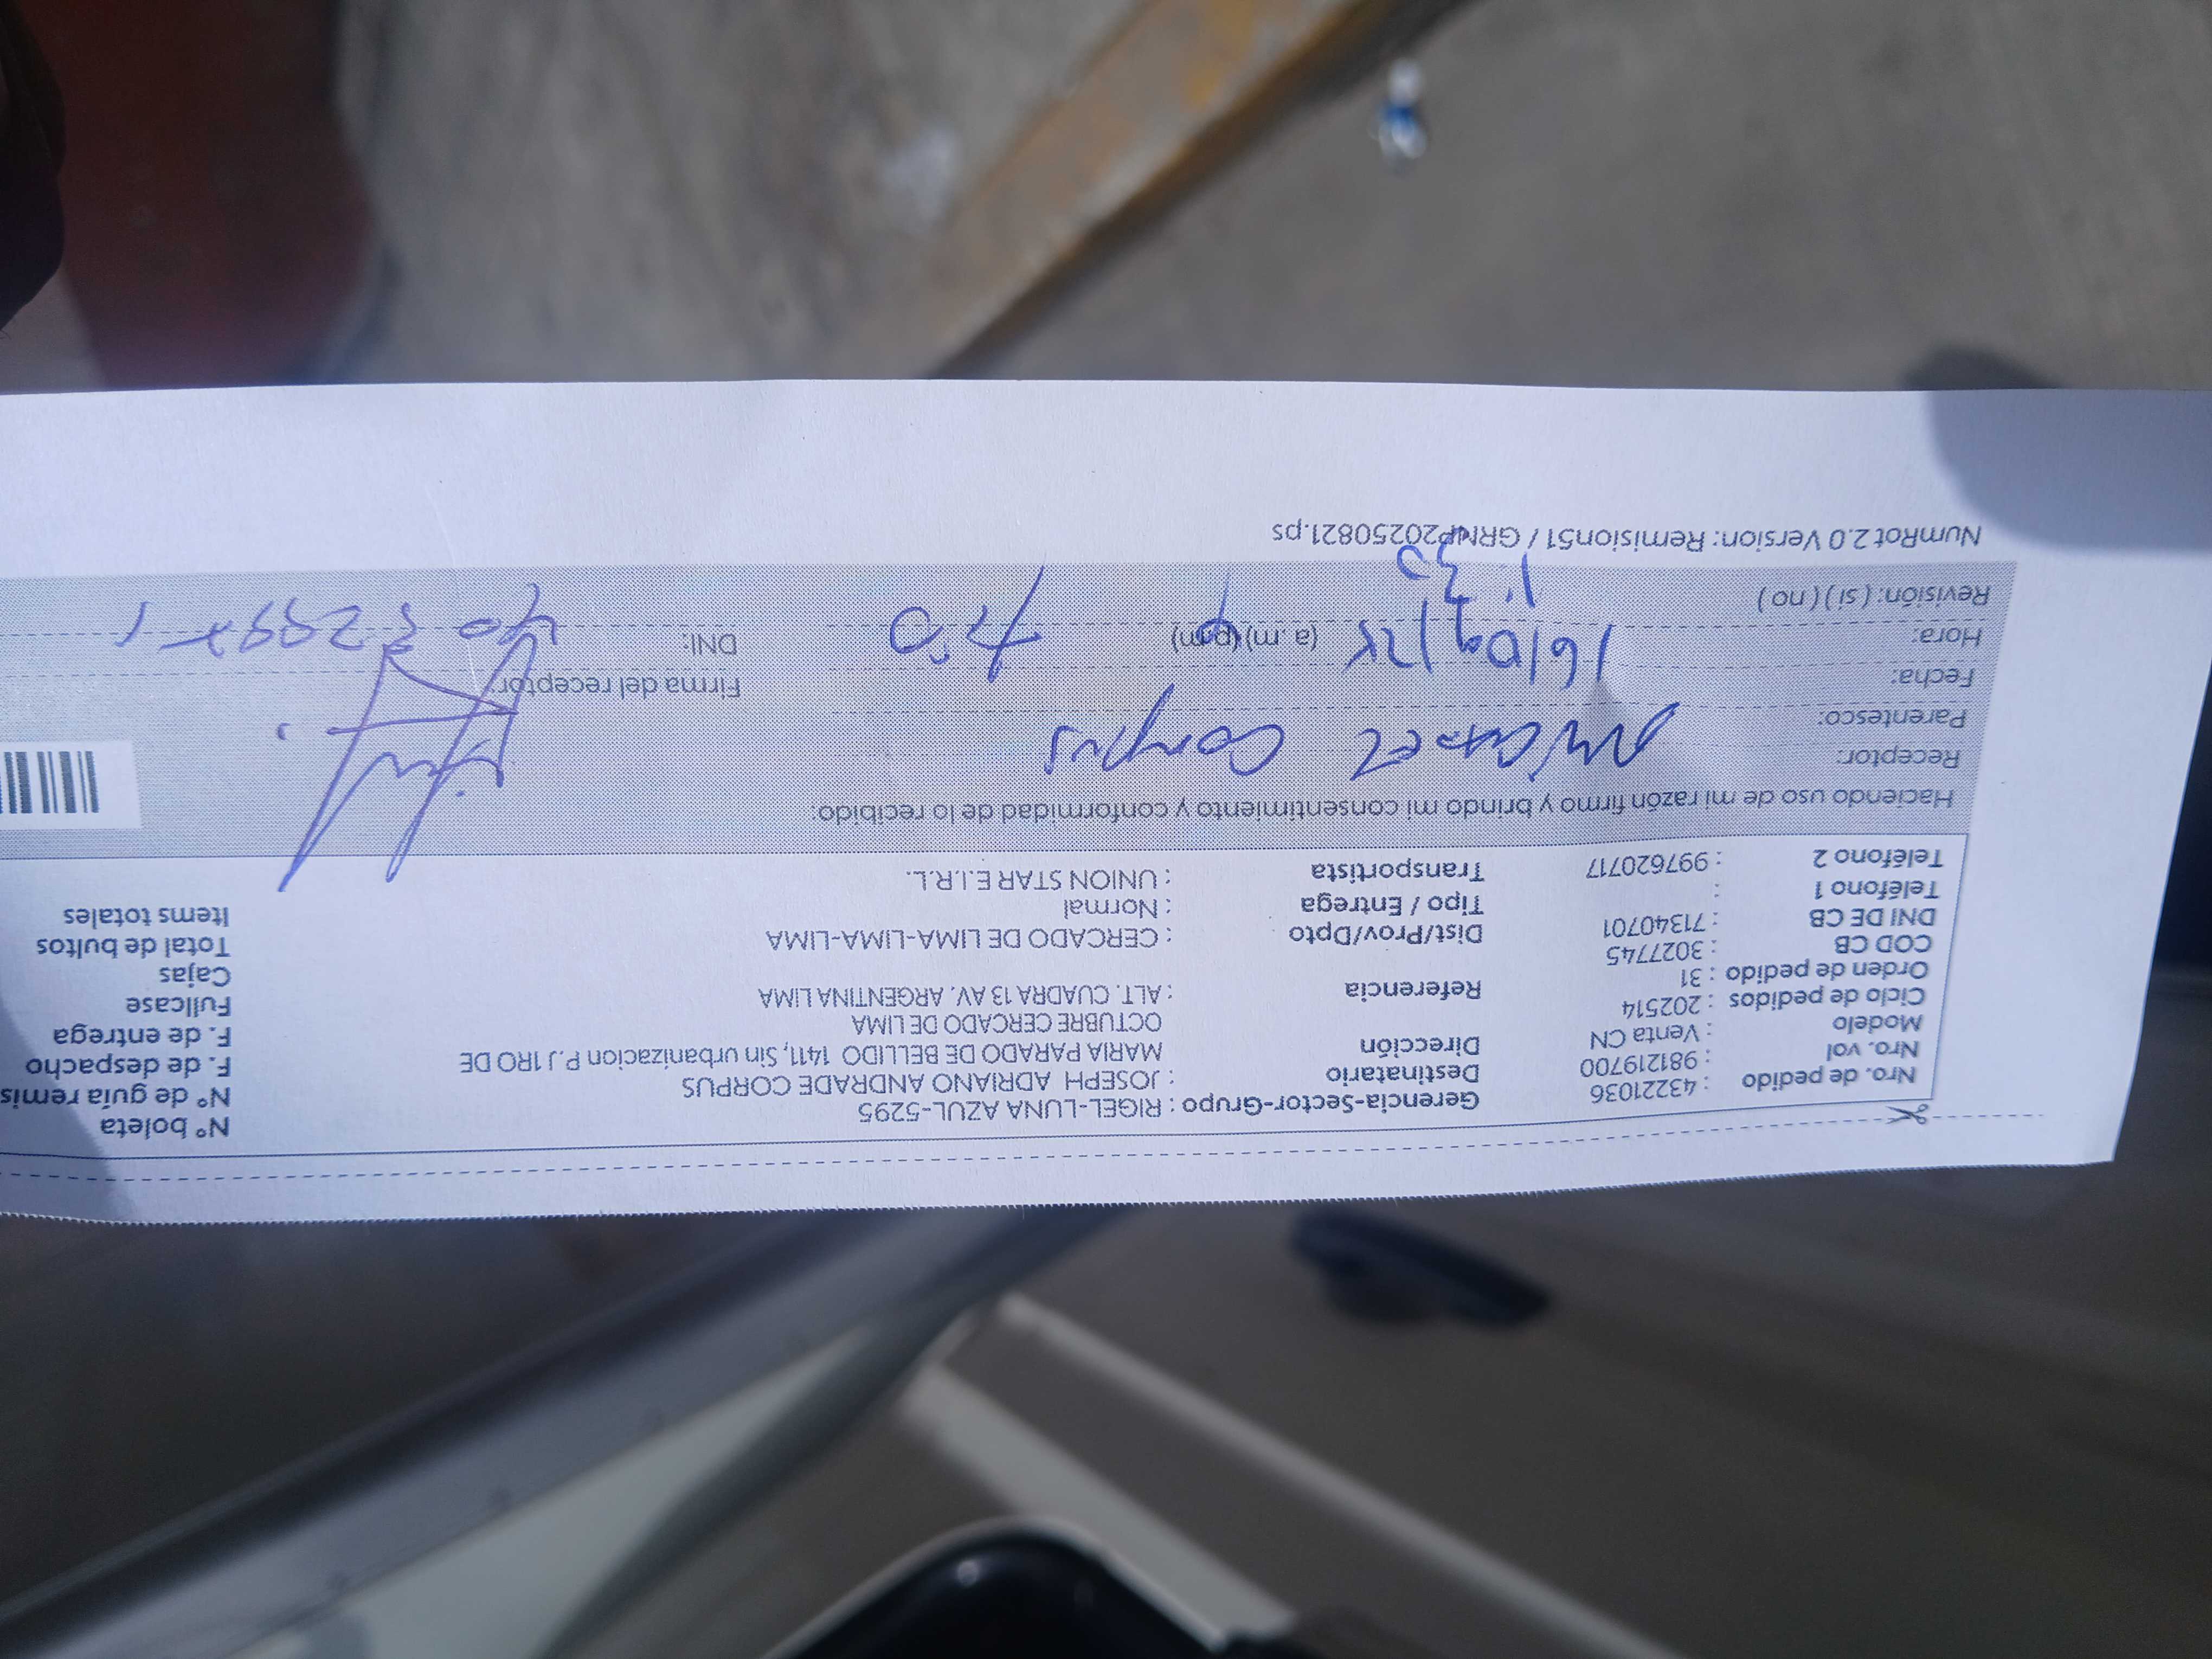 Nro. de pedido : 43221036 Gerencia-Sector-Grupo : RIGEL-LUNA AZUL-5295 N° boleta
Nro. vol : 981219700 Destinatario : JOSEPH ADRIANO ANDRADE CORPUS N° de guía remis
Modelo : Venta CN Dirección MARIA PARADO DE BELLIDO 1411, Sin urbanizacion P.J 1RO DE F. de despacho
Ciclo de pedidos : 202514 OCTUBRE CERCADO DE LIMA F. de entrega
Orden de pedido : 31 Referencia : ALT. CUADRA 13 AV. ARGENTINA LIMA Fullcase
COD CB : 3027745 Cajas
DNI DE CB : 71340701 Dist/Prov/Dpto : CERCADO DE LIMA-LIMA-LIMA Total de bultos
Teléfono 1 : Tipo / Entrega : Normal Items totales
Teléfono 2 : 997620717 Transportista : UNION STAR E.I.R.L.
Haciendo uso de mi razón firmo y brindo mi consentimiento y conformidad de lo recibido:
Receptor: Michael Corpus
Parentesco:
Fecha: 16/09/25 Firma del receptor:
Hora: 1:30 (a. m) (p. m) DNI:
Revisión: ( si ) ( no )
NumRot 2.0 Version: Remision51 / GRNP20250821.ps